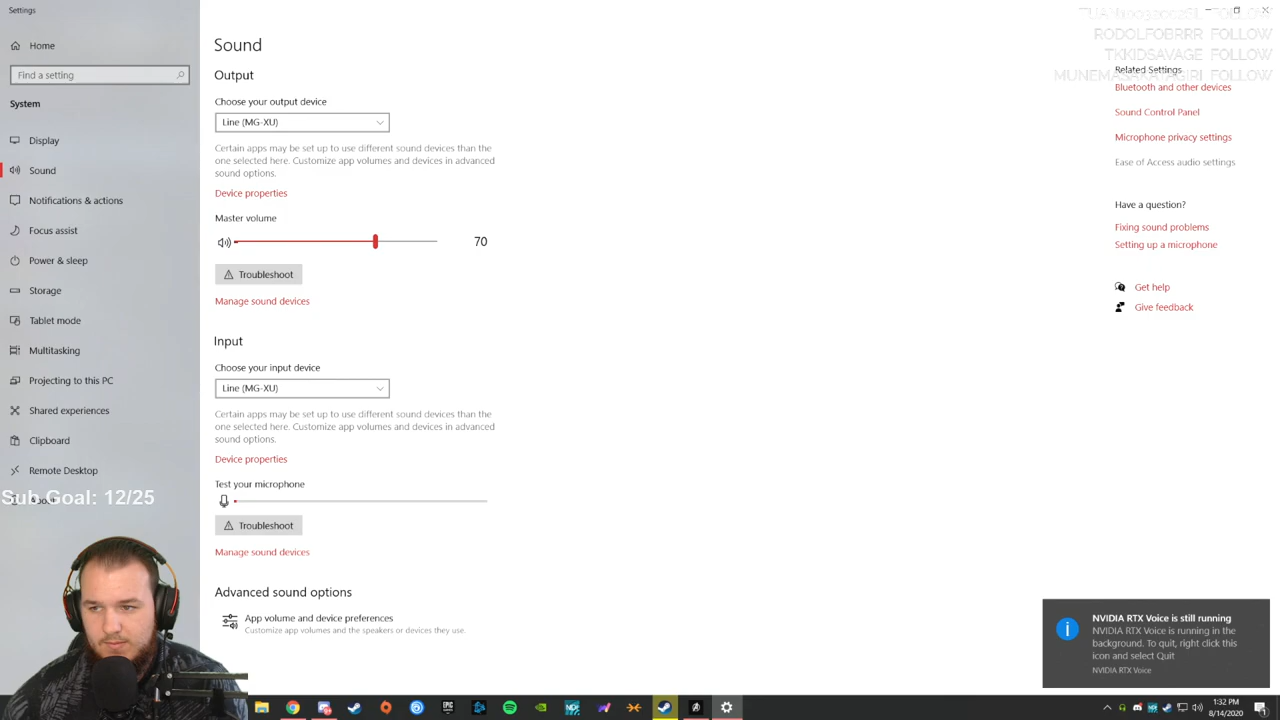 Settings
Home
Find a setting
System
Display
Sound
Notifications & actions
Focus assist
Power & sleep
Storage
Tablet mode
Multitasking
Projecting to this PC
Shared experiences
Clipboard
Remote Desktop
Sub Goal: 12/25
Sound
Output
Choose your output device
Line (MG-XU)
Certain apps may be set up to use different sound devices than the
one selected here. Customize app volumes and devices in advanced
sound options.
Device properties
Master volume
70
Troubleshoot
Manage sound devices
Input
Choose your input device
Line (MG-XU)
Certain apps may be set up to use different sound devices than the
one selected here. Customize app volumes and devices in advanced
sound options.
Device properties
Test your microphone
Troubleshoot
Manage sound devices
Advanced sound options
App volume and device preferences
Customize app volumes and the speakers or devices they use.
FOLLOW
RODOLFOBRRR FOLLOW
TKKIDSAVAGE FOLLOW
MUNEMASAKATAGIRI FOLLOW
Related Settings
Bluetooth and other devices
Sound Control Panel
Microphone privacy settings
Ease of Access audio settings
Have a question?
Fixing sound problems
Setting up a microphone
Get help
Give feedback
NVIDIA RTX Voice is still running
NVIDIA RTX Voice is running in the
background. To quit, right click this
icon and select Quit
NVIDIA RTX Voice
EPIC
1:32 PM
8/14/2020